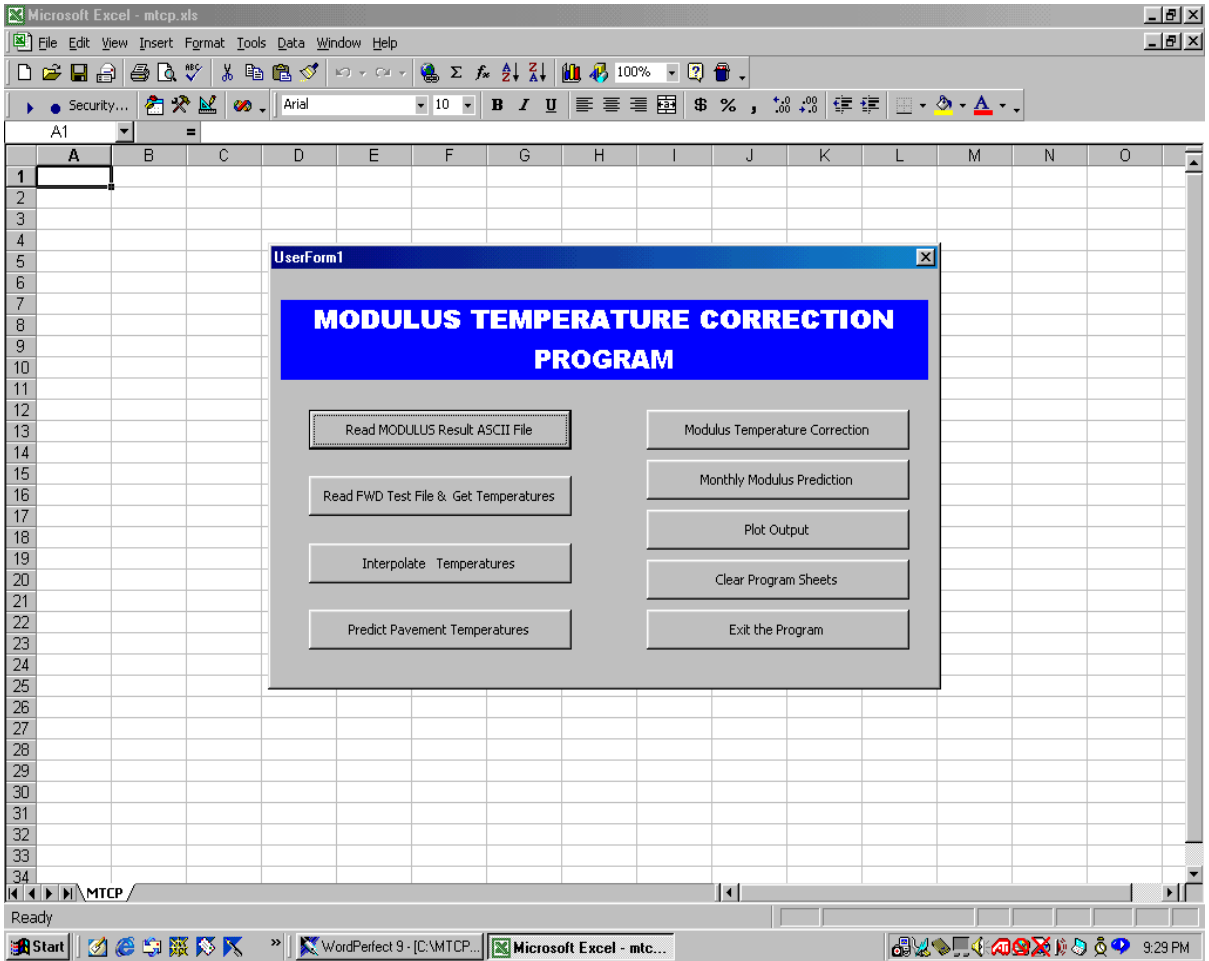 Microsoft Excel - mtcp.xls
File Edit View Insert Format Tools Data Window Help
100%
Security... Arial 10 B I U $ % ,
A1 =
A B C D E F G H I J K L M N O
1
2
3
4
5
6
7
8
9
10
11
12
13
14
15
16
17
18
19
20
21
22
23
24
25
26
27
28
29
30
31
32
33
34
UserForm1
MODULUS TEMPERATURE CORRECTION
PROGRAM
Read MODULUS Result ASCII File
Read FWD Test File & Get Temperatures
Interpolate Temperatures
Predict Pavement Temperatures
Modulus Temperature Correction
Monthly Modulus Prediction
Plot Output
Clear Program Sheets
Exit the Program
MTCP
Ready
Start » WordPerfect 9 - [C:\MTCP... Microsoft Excel - mtc... 9:29 PM